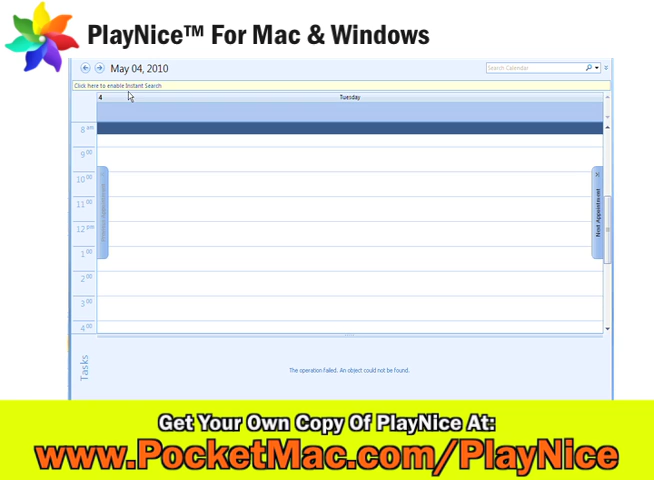 PlayNice™ For Mac & Windows
May 04, 2010
Search Calendar
Click here to enable Instant Search
4
Tuesday
8 am
9 00
10 00
11 00
12 pm
1 00
2 00
3 00
4 00
Previous Appointment
Next Appointment
Tasks
The operation failed. An object could not be found.
Get Your Own Copy Of PlayNice At:
www.PocketMac.com/PlayNice